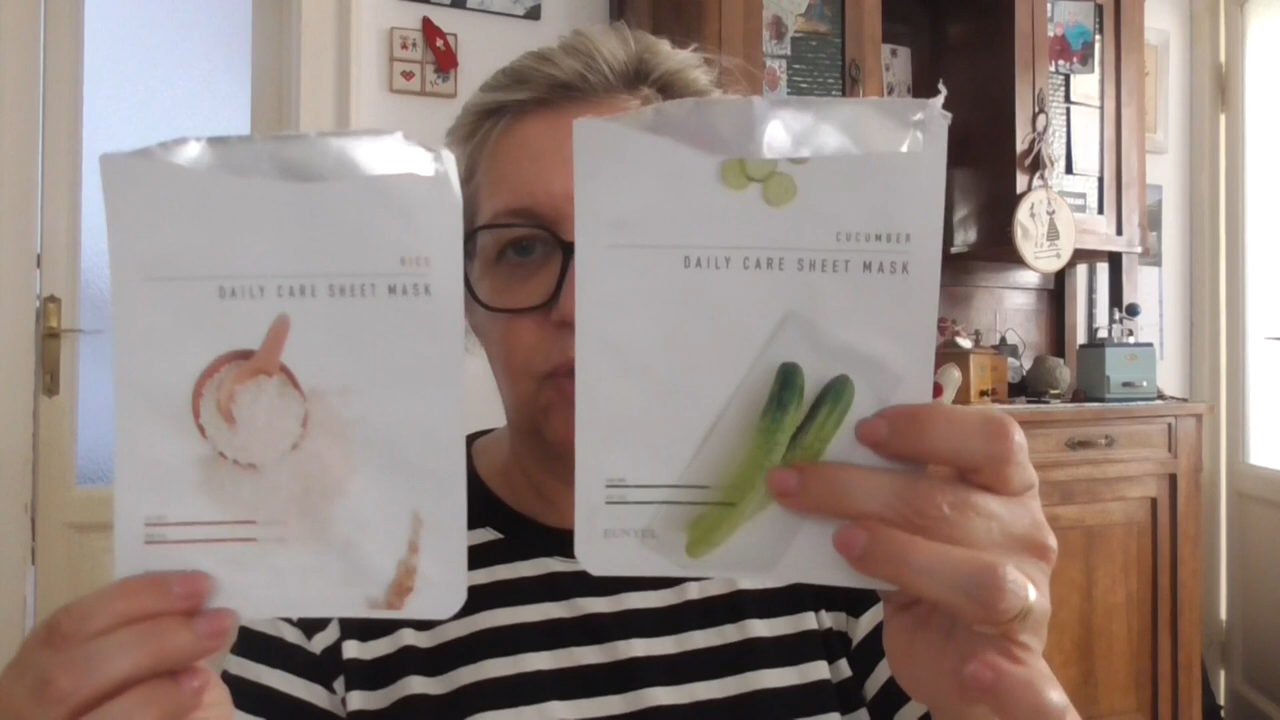 RICE
DAILY CARE SHEET MASK
CUCUMBER
DAILY CARE SHEET MASK
EUNYUL